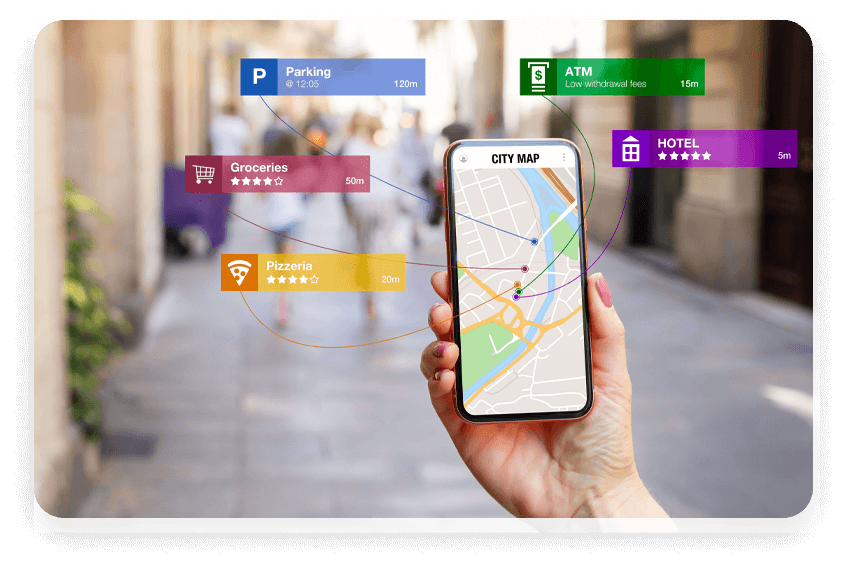 P
Parking
@ 12:05
120m
$
ATM
Low withdrawal fees
15m
HOTEL
5m
CITY MAP
Groceries
50m
Pizzeria
20m